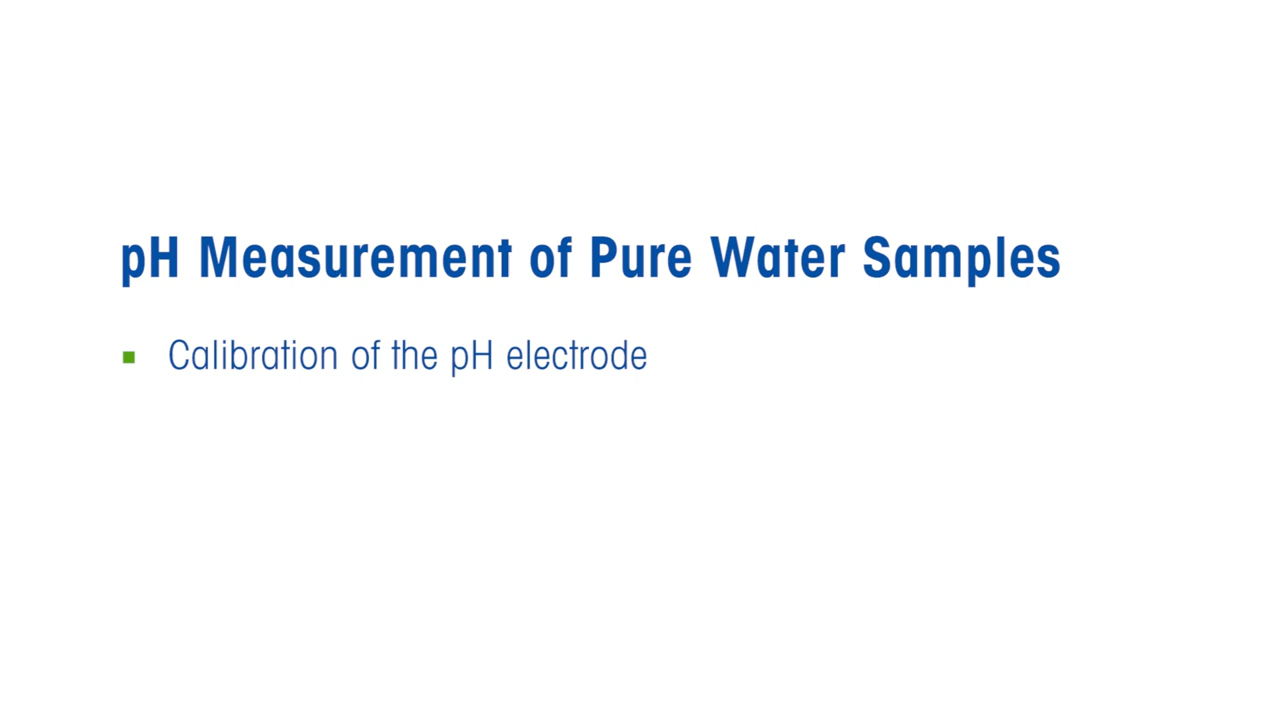 pH Measurement of Pure Water Samples
Calibration of the pH electrode